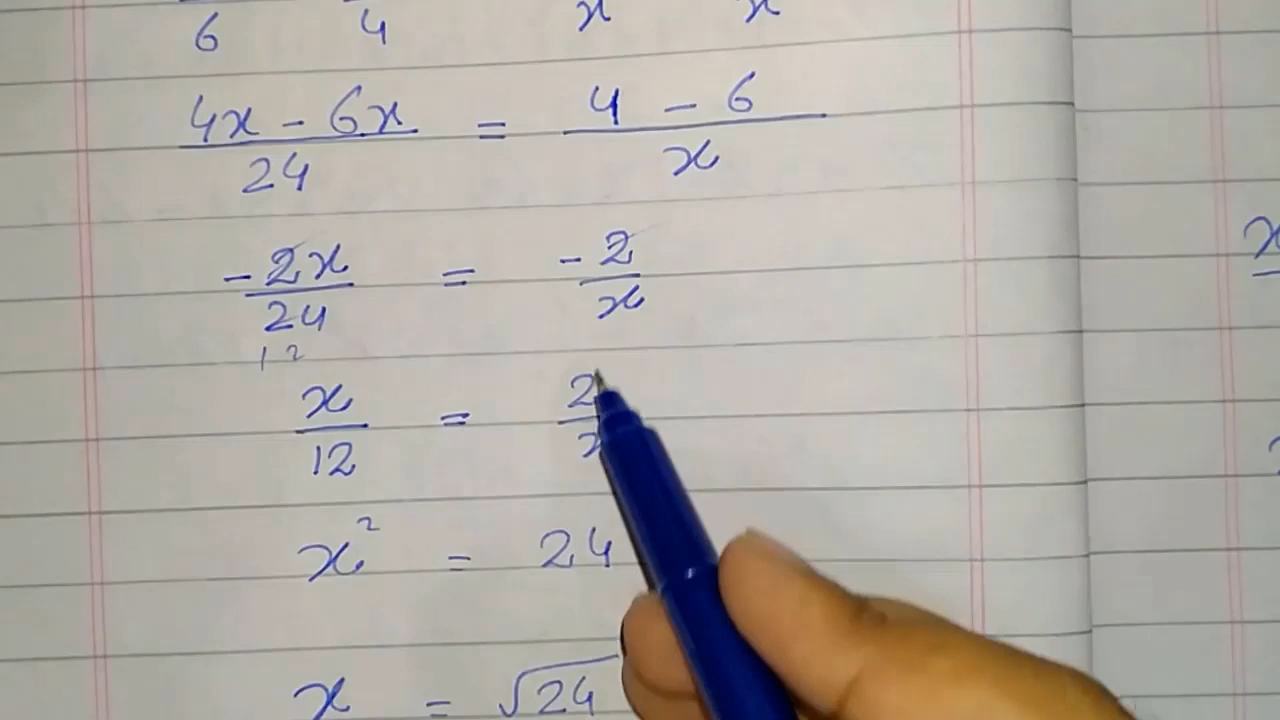 6 4 x x
4x - 6x / 24 = 4 - 6 / x
-2x / 24 = -2 / x
12
x / 12 = 2 / x
x² = 24
x = √24
x